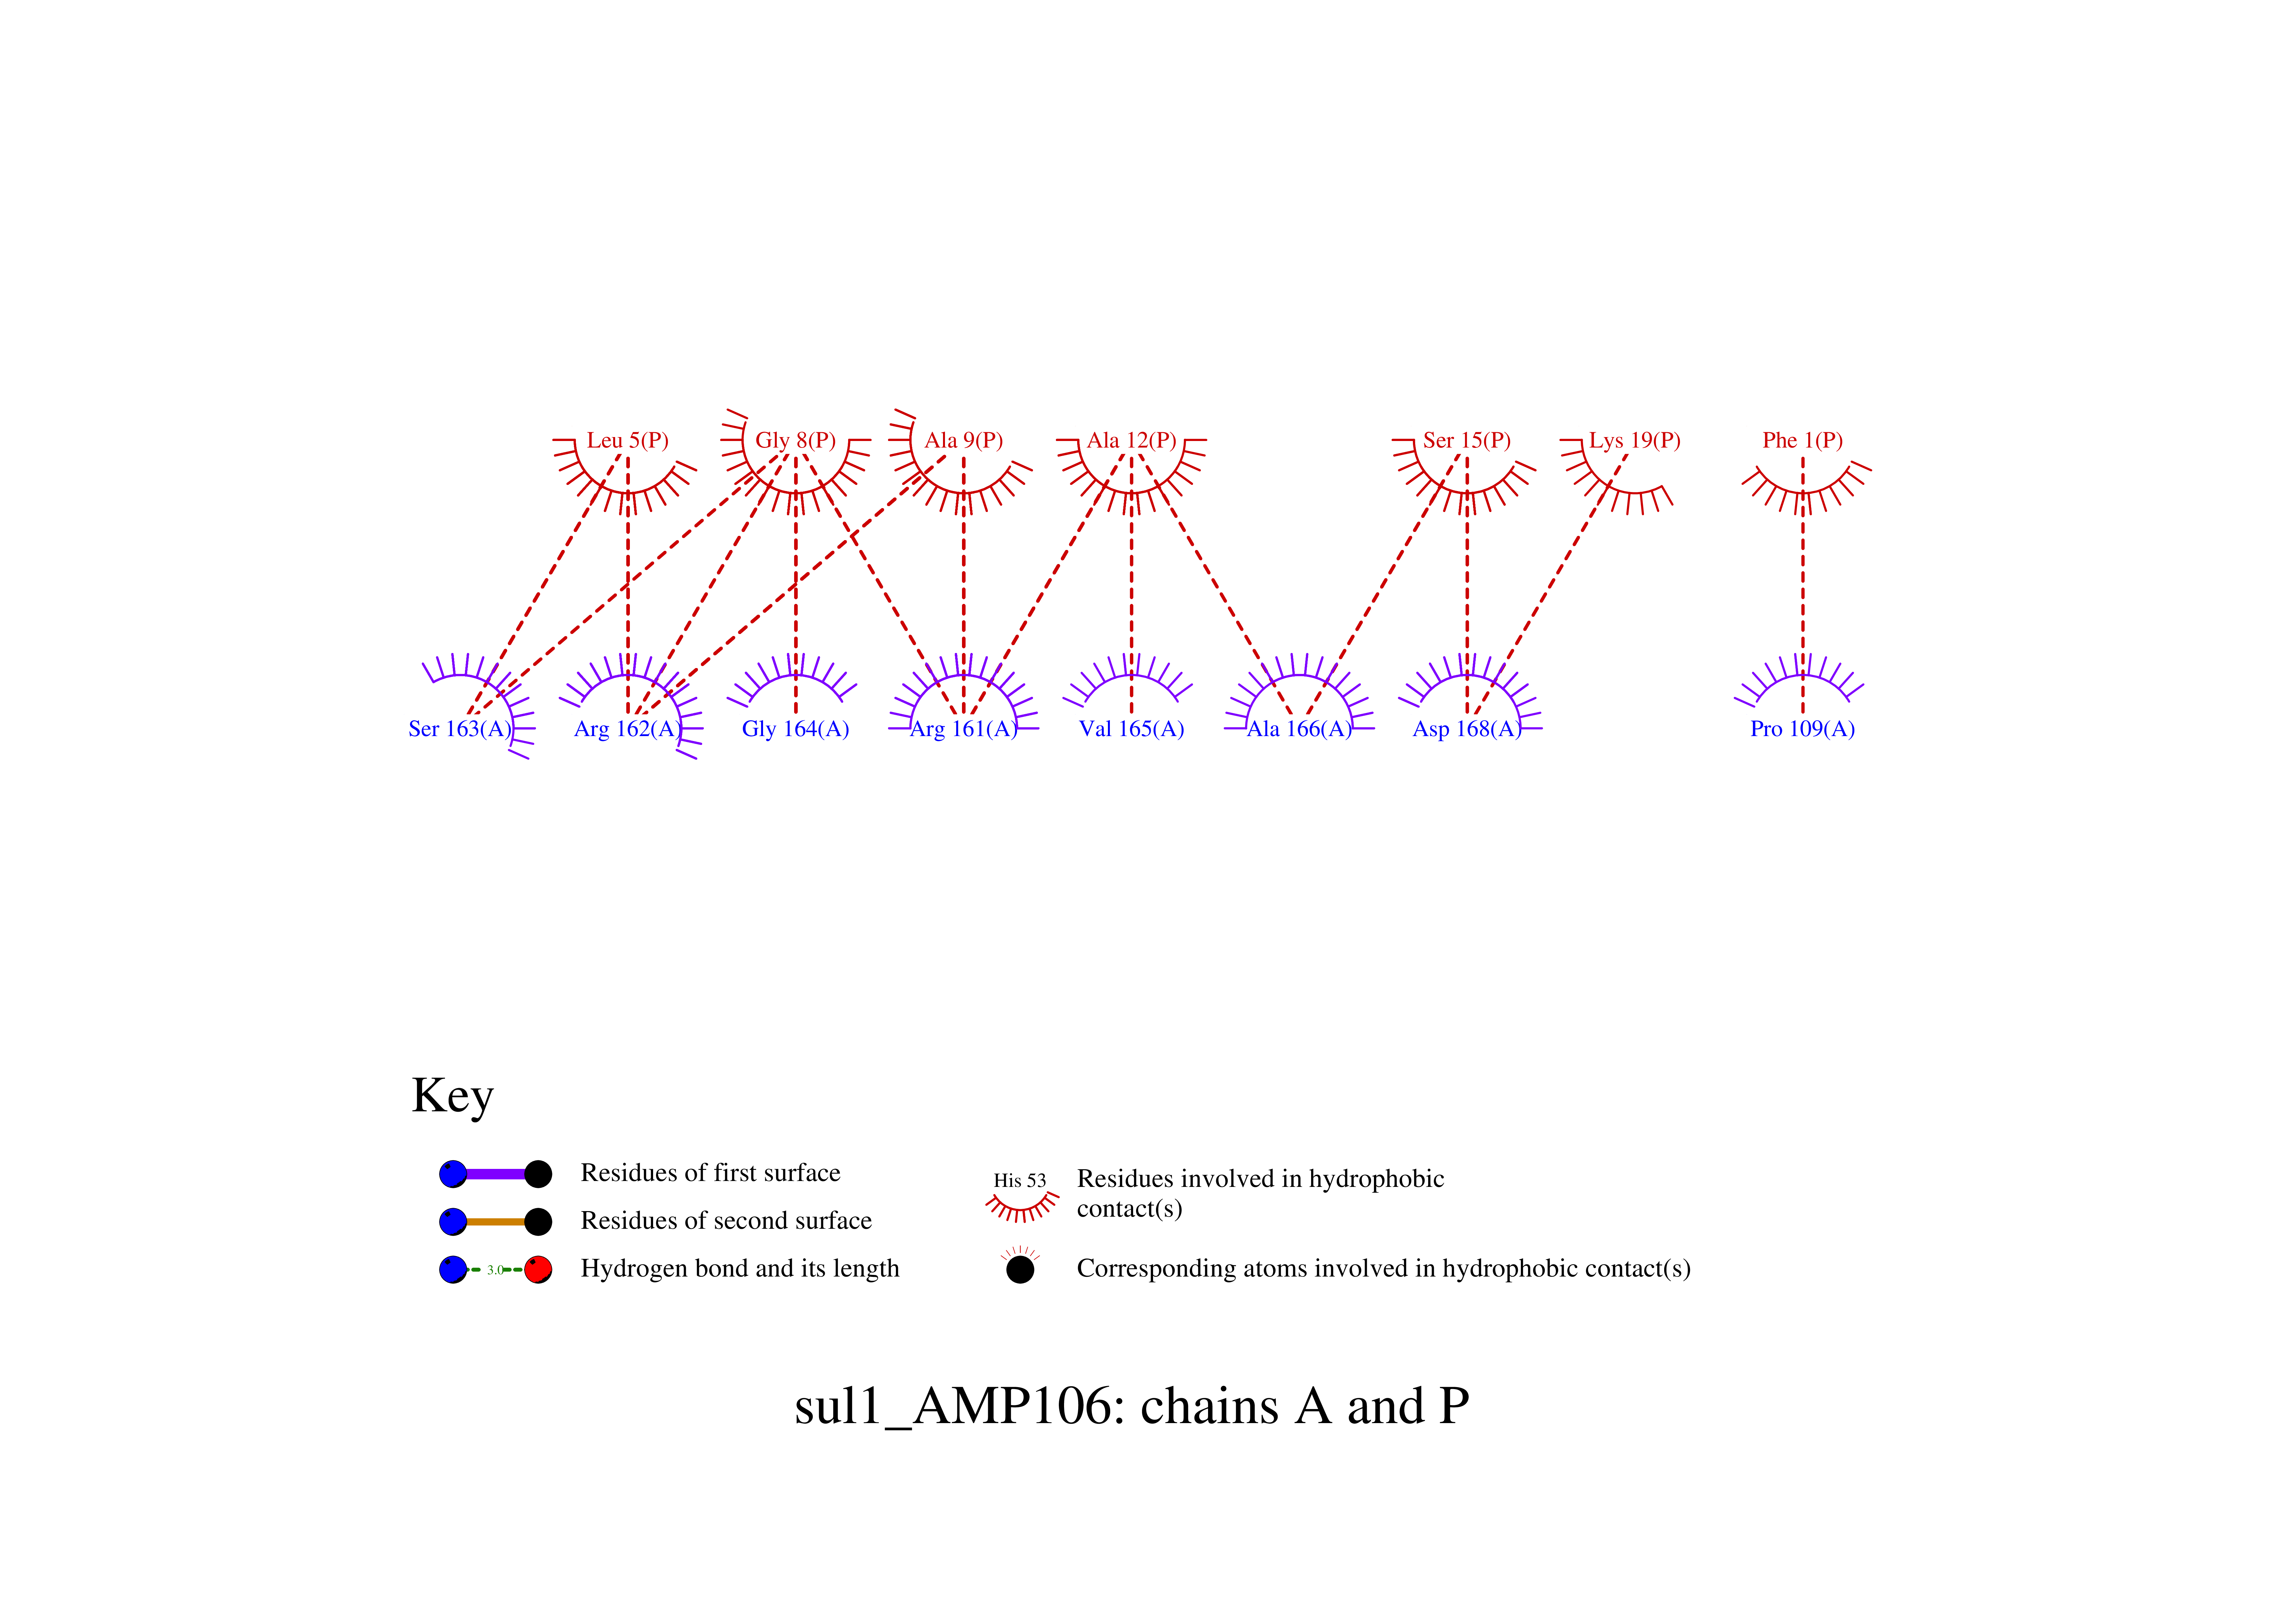 Leu 5(P) Gly 8(P) Ala 9(P) Ala 12(P) Ser 15(P) Lys 19(P) Phe 1(P)
Ser 163(A) Arg 162(A) Gly 164(A) Arg 161(A) Val 165(A) Ala 166(A) Asp 168(A) Pro 109(A)
Key
Residues of first surface
Residues of second surface
3.0 Hydrogen bond and its length
His 53 Residues involved in hydrophobic
contact(s)
Corresponding atoms involved in hydrophobic contact(s)
sul1_AMP106: chains A and P